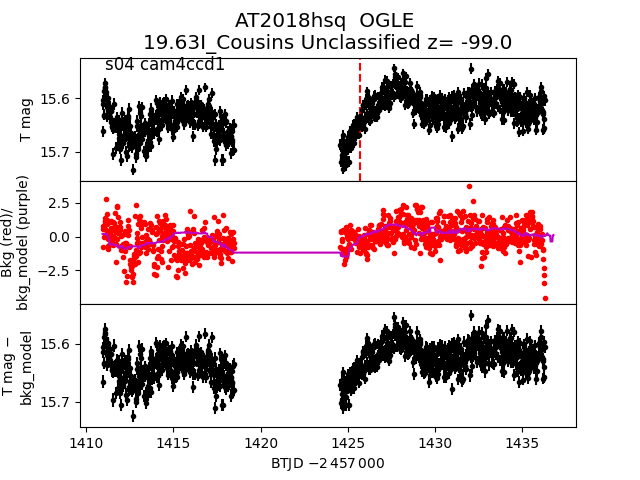 AT2018hsq  OGLE
19.63I_Cousins Unclassified z= -99.0
s04 cam4ccd1
15.6
15.7
T mag
2.5
0.0
−2.5
Bkg (red)/
bkg_model (purple)
15.6
15.7
T mag −
bkg_model
1410 1415 1420 1425 1430 1435
BTJD −2 457 000